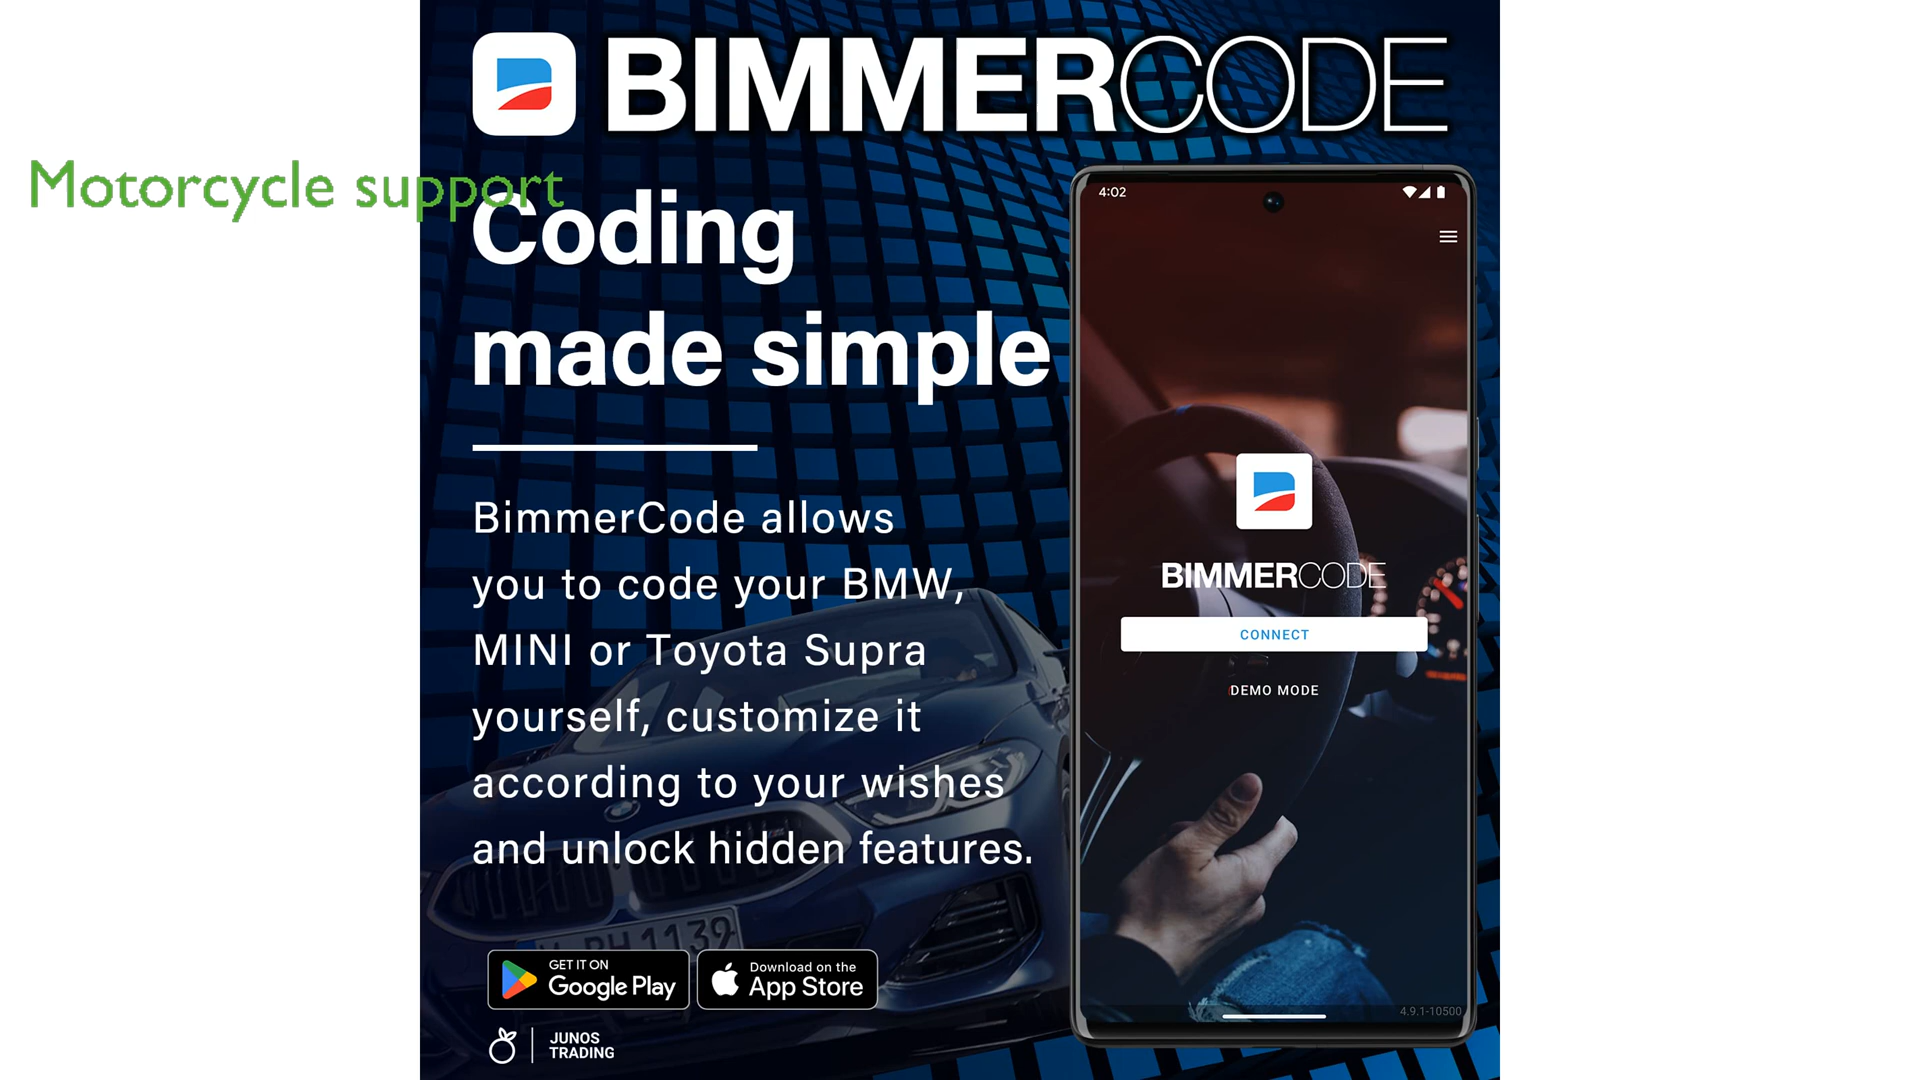 BIMMERCODE
Motorcycle support
Coding
made simple
BimmerCode allows
you to code your BMW,
MINI or Toyota Supra
yourself, customize it
according to your wishes
and unlock hidden features.
GET IT ON
Google Play
Download on the
App Store
JUNOS
TRADING
4:02
BIMMERCODE
CONNECT
DEMO MODE
4.9.1-10500